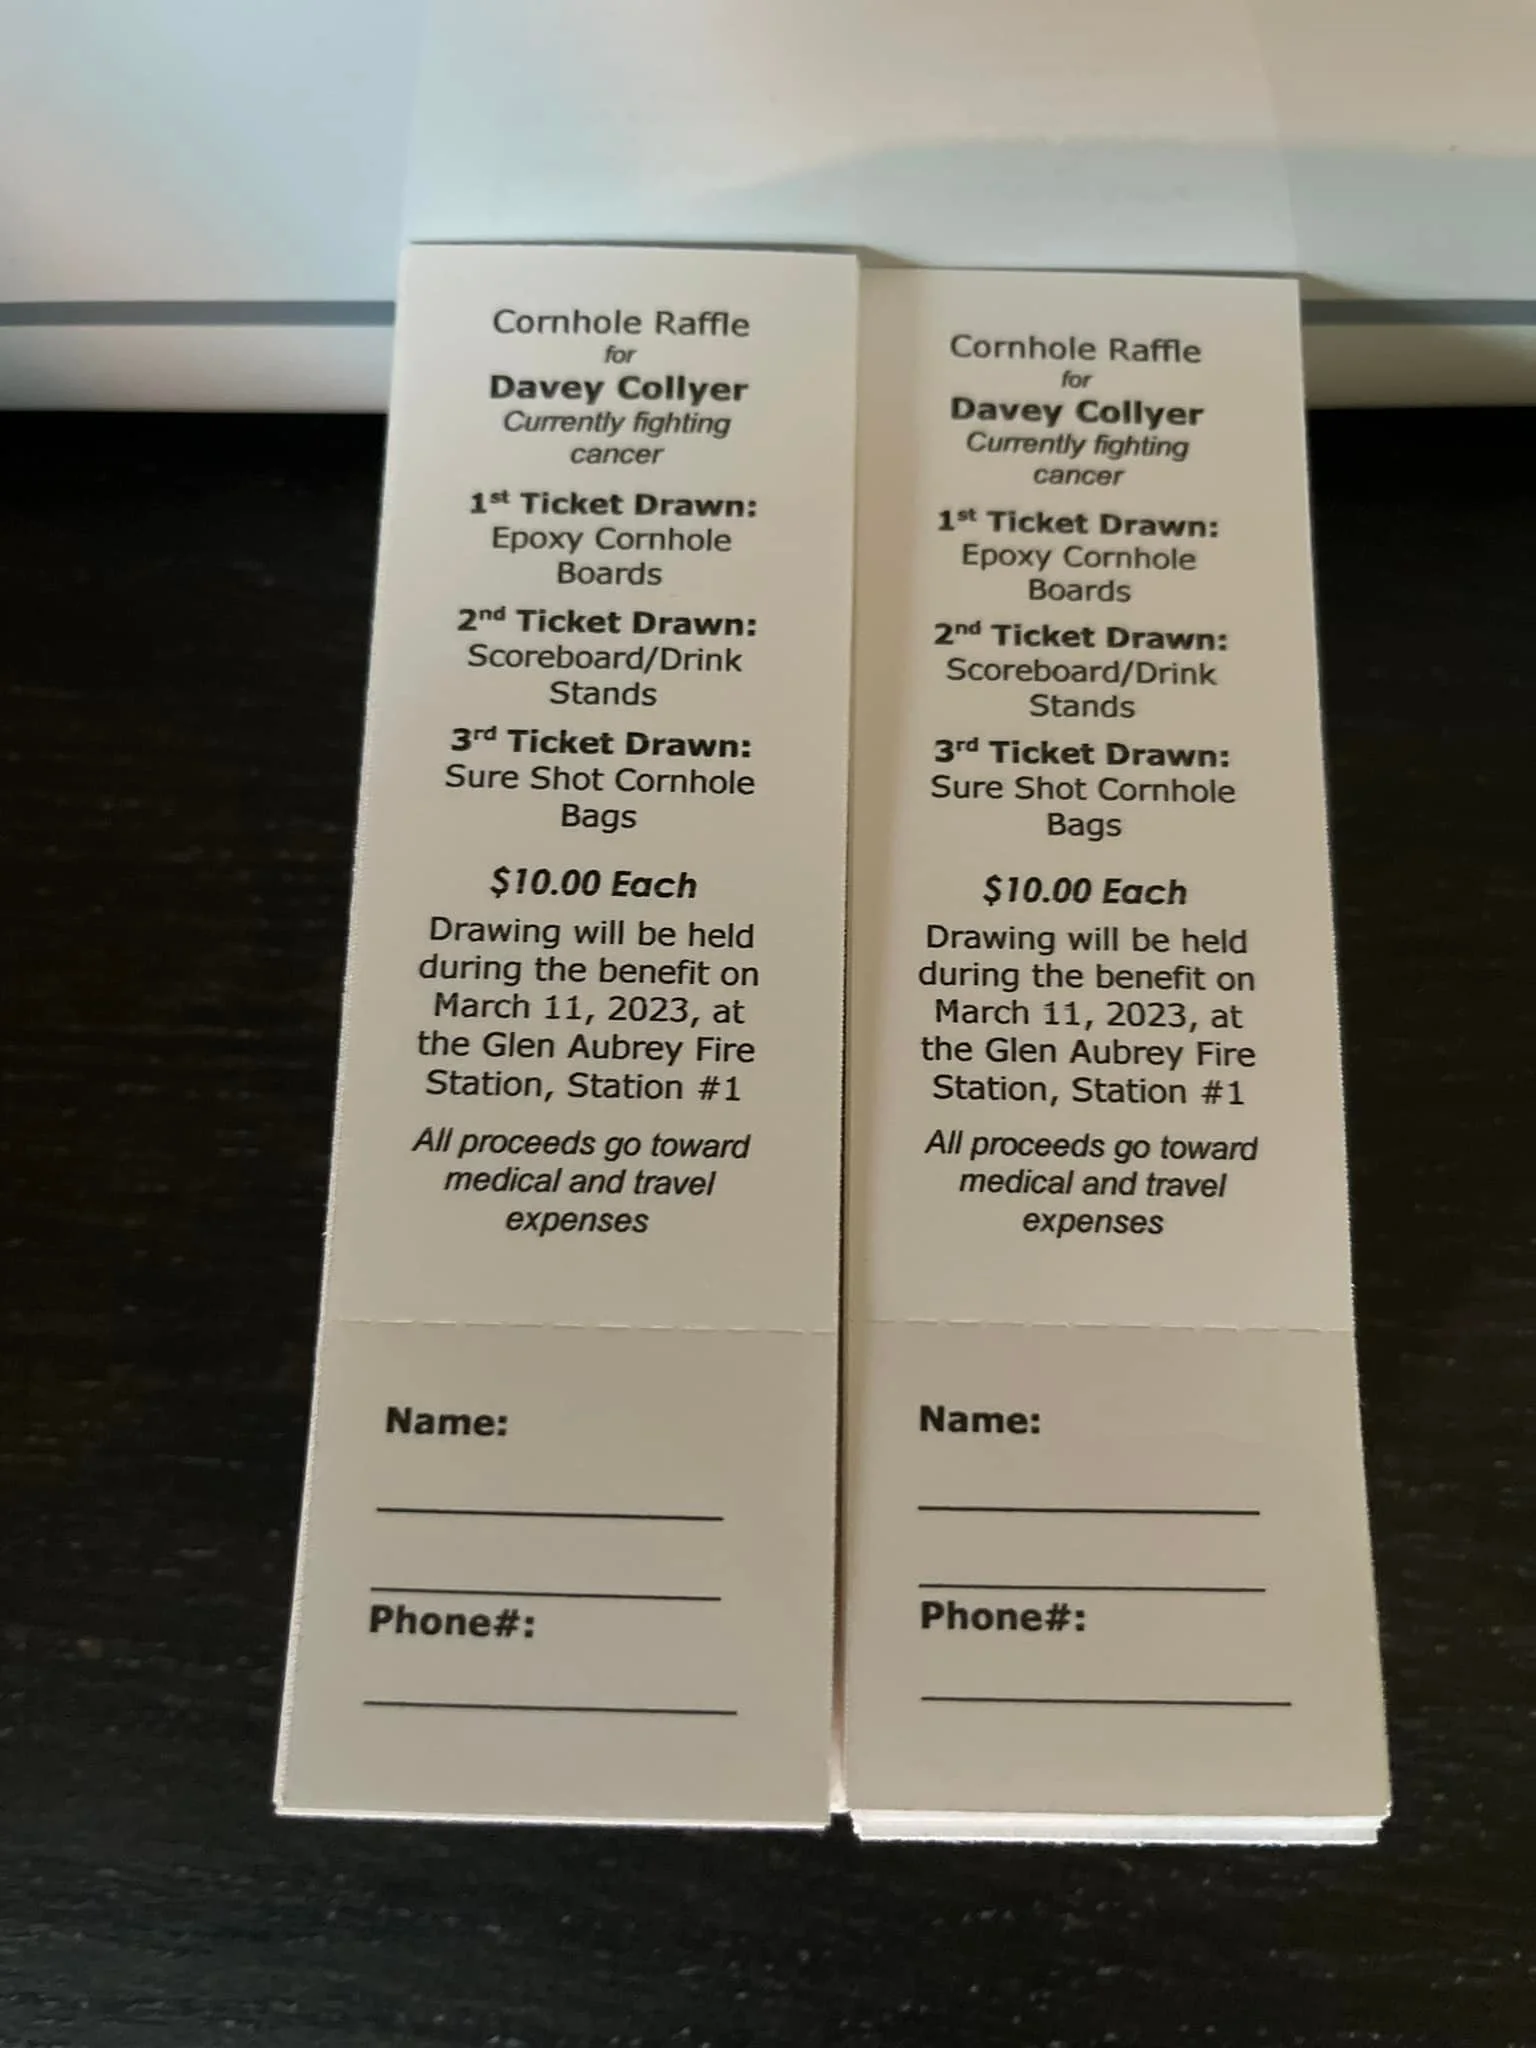 Cornhole Raffle
for
Davey Collyer
Currently fighting
cancer
1st Ticket Drawn:
Epoxy Cornhole
Boards
2nd Ticket Drawn:
Scoreboard/Drink
Stands
3rd Ticket Drawn:
Sure Shot Cornhole
Bags
$10.00 Each
Drawing will be held
during the benefit on
March 11, 2023, at
the Glen Aubrey Fire
Station, Station #1
All proceeds go toward
medical and travel
expenses
Name:
Phone#:
Cornhole Raffle
for
Davey Collyer
Currently fighting
cancer
1st Ticket Drawn:
Epoxy Cornhole
Boards
2nd Ticket Drawn:
Scoreboard/Drink
Stands
3rd Ticket Drawn:
Sure Shot Cornhole
Bags
$10.00 Each
Drawing will be held
during the benefit on
March 11, 2023, at
the Glen Aubrey Fire
Station, Station #1
All proceeds go toward
medical and travel
expenses
Name:
Phone#: